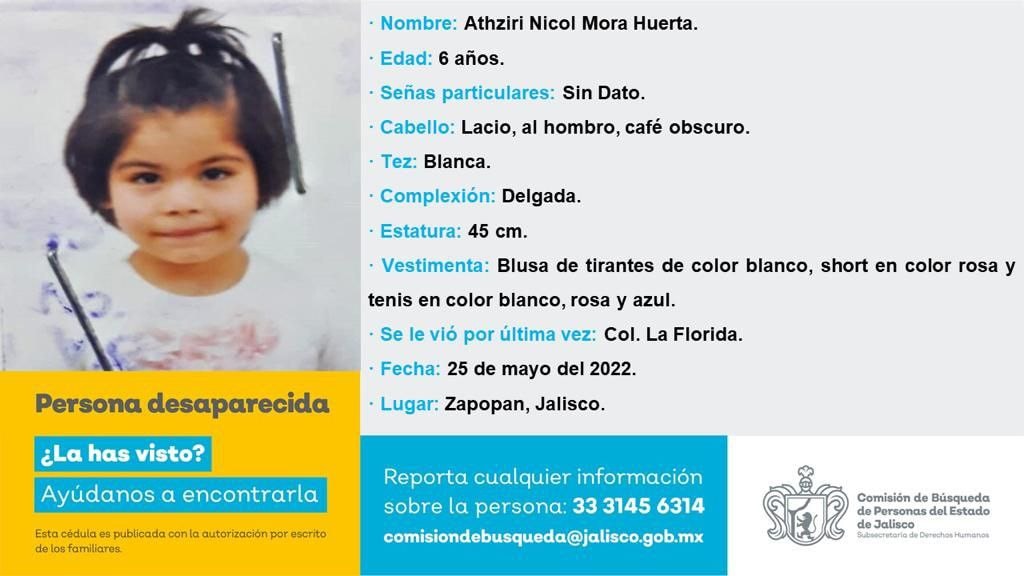 · Nombre: Athziri Nicol Mora Huerta.
· Edad: 6 años.
· Señas particulares: Sin Dato.
· Cabello: Lacio, al hombro, café obscuro.
· Tez: Blanca.
· Complexión: Delgada.
· Estatura: 45 cm.
· Vestimenta: Blusa de tirantes de color blanco, short en color rosa y
tenis en color blanco, rosa y azul.
· Se le vió por última vez: Col. La Florida.
· Fecha: 25 de mayo del 2022.
· Lugar: Zapopan, Jalisco.
Persona desaparecida
¿La has visto?
Ayúdanos a encontrarla
Esta cédula es publicada con la autorización por escrito
de los familiares.
Reporta cualquier información
sobre la persona: 33 3145 6314
comisiondebusqueda@jalisco.gob.mx
Comisión de Búsqueda
de Personas del Estado
de Jalisco
Subsecretaría de Derechos Humanos